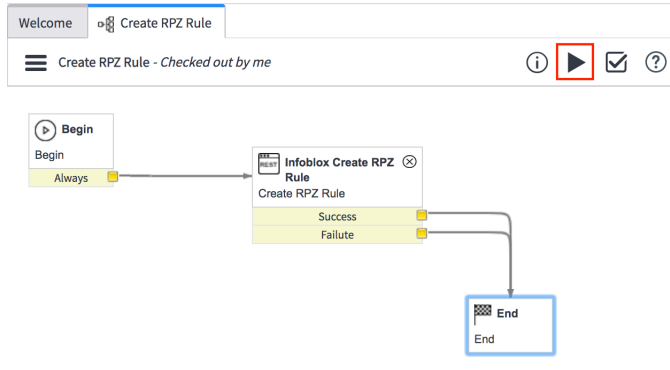 Welcome
Create RPZ Rule
Create RPZ Rule - Checked out by me
Begin
Begin
Always
REST
Infoblox Create RPZ
Rule
Create RPZ Rule
Success
Failute
End
End